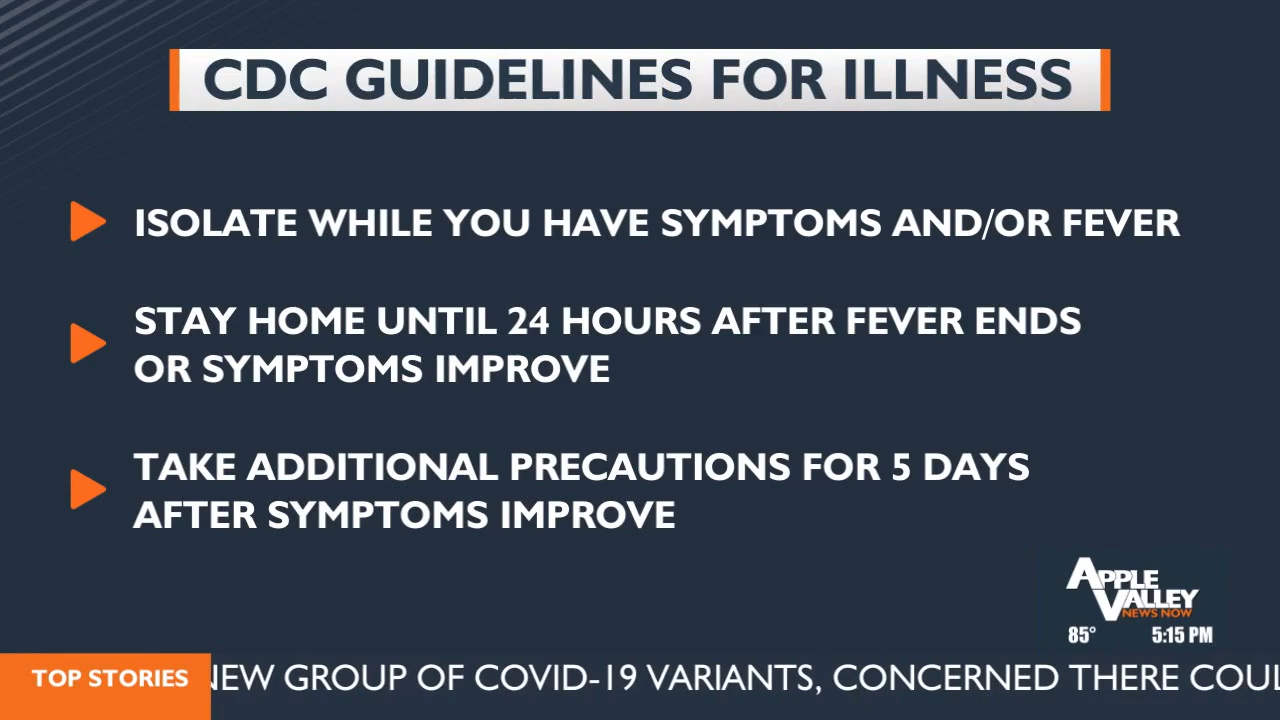 CDC GUIDELINES FOR ILLNESS
ISOLATE WHILE YOU HAVE SYMPTOMS AND/OR FEVER
STAY HOME UNTIL 24 HOURS AFTER FEVER ENDS
OR SYMPTOMS IMPROVE
TAKE ADDITIONAL PRECAUTIONS FOR 5 DAYS
AFTER SYMPTOMS IMPROVE
APPLE
VALLEY
NEWS NOW
85° 5:15 PM
TOP STORIES NEW GROUP OF COVID-19 VARIANTS, CONCERNED THERE COUL